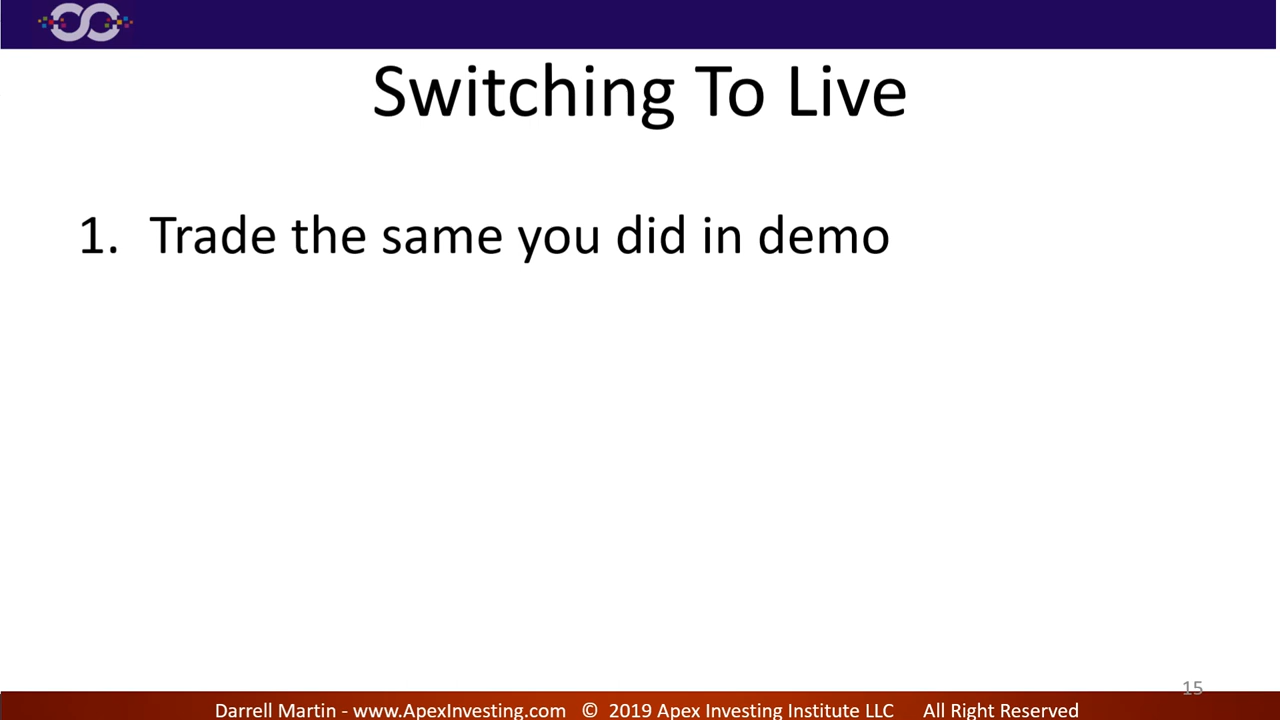 Switching To Live
1. Trade the same you did in demo
15
Darrell Martin - www.ApexInvesting.com © 2019 Apex Investing Institute LLC All Right Reserved